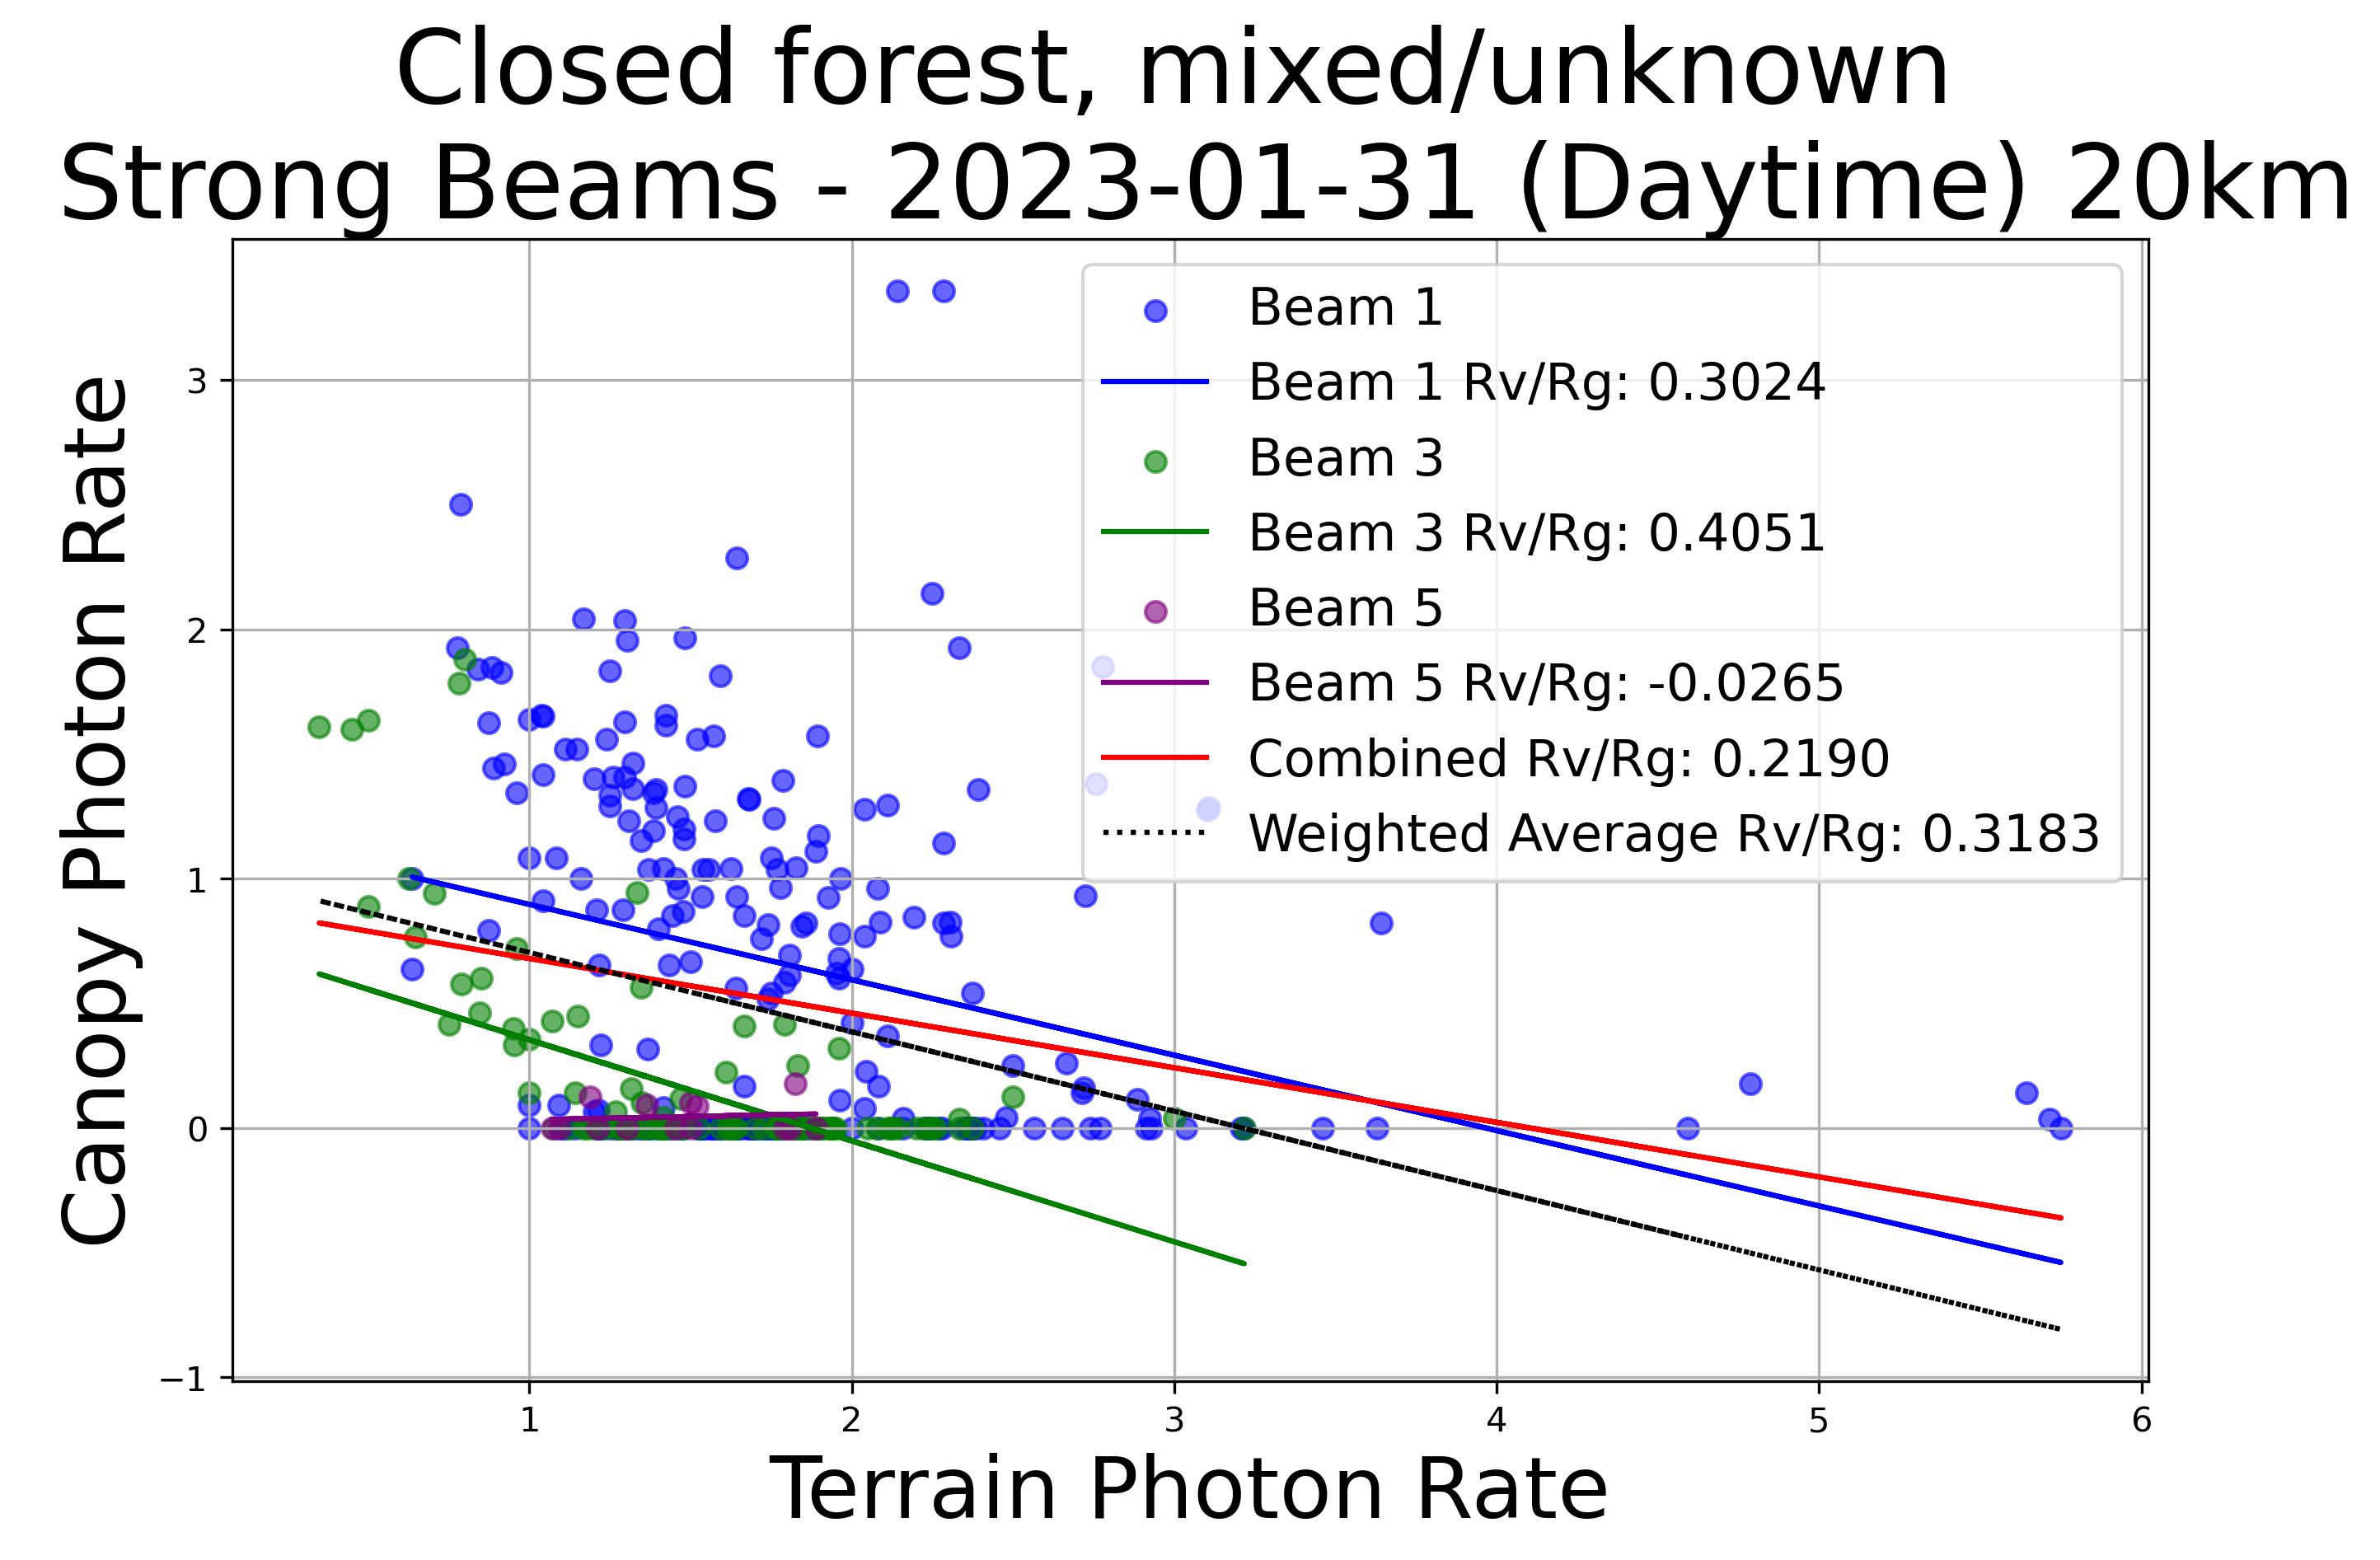 Closed forest, mixed/unknown
Strong Beams - 2023-01-31 (Daytime) 20km
Canopy Photon Rate
3
2
1
0
−1
Beam 1
Beam 1 Rv/Rg: 0.3024
Beam 3
Beam 3 Rv/Rg: 0.4051
Beam 5
Beam 5 Rv/Rg: -0.0265
Combined Rv/Rg: 0.2190
Weighted Average Rv/Rg: 0.3183
1 2 3 4 5 6
Terrain Photon Rate